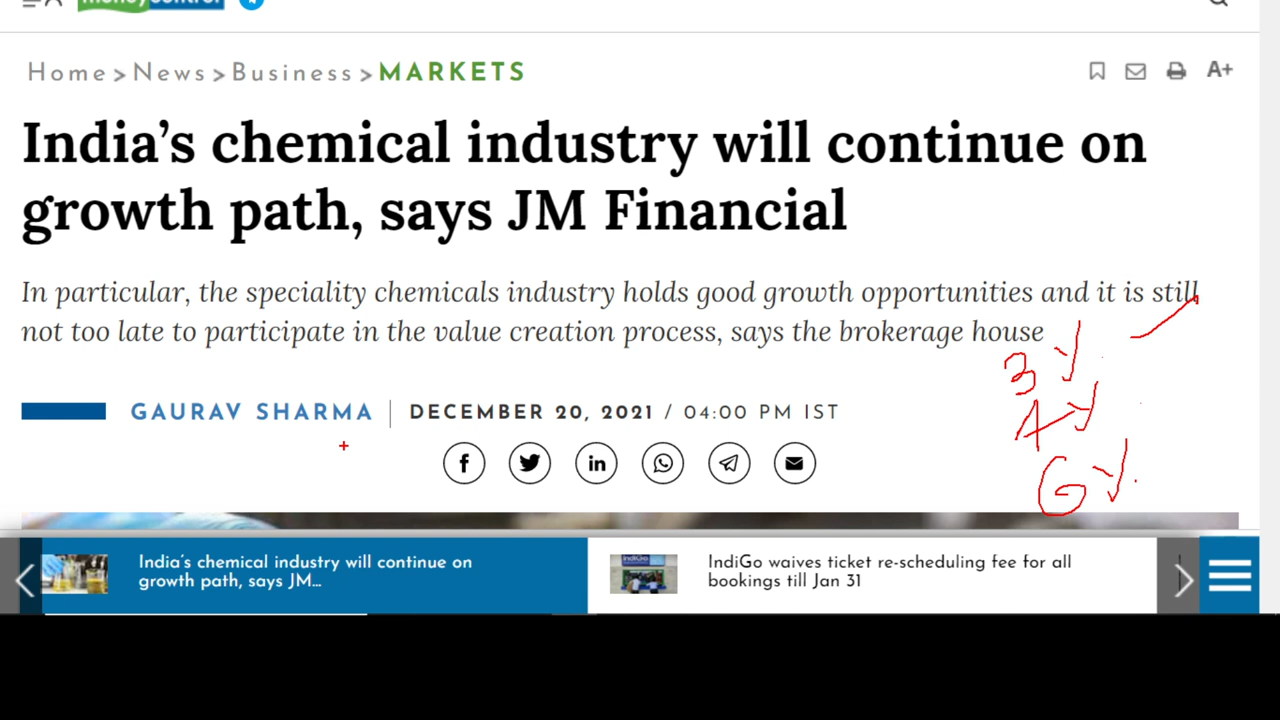 moneycontrol
Home > News > Business > MARKETS
A+
India's chemical industry will continue on
growth path, says JM Financial
In particular, the speciality chemicals industry holds good growth opportunities and it is still
not too late to participate in the value creation process, says the brokerage house
3 y
4 y
6 y.
GAURAV SHARMA | DECEMBER 20, 2021 / 04:00 PM IST
India's chemical industry will continue on
growth path, says JM...
IndiGo waives ticket re-scheduling fee for all
bookings till Jan 31